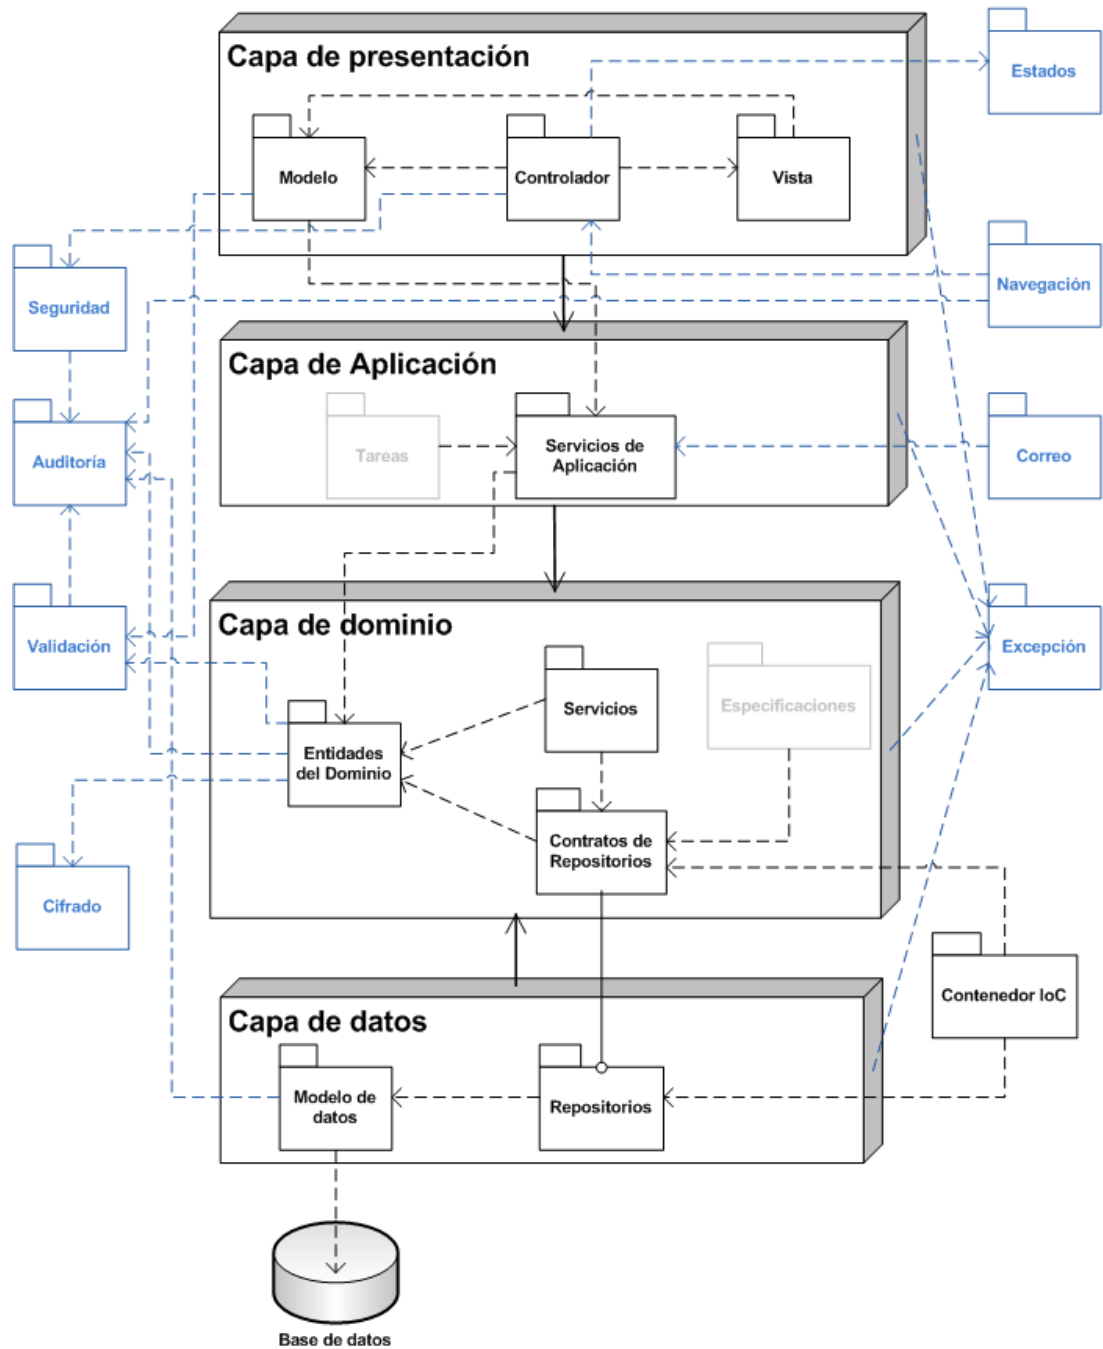 Capa de presentación
Estados
Modelo
Controlador
Vista
Seguridad
Navegación
Capa de Aplicación
Tareas
Servicios de
Aplicación
Auditoría
Correo
Capa de dominio
Validación
Excepción
Servicios
Especificaciones
Entidades
del Dominio
Contratos de
Repositorios
Cifrado
Contenedor IoC
Capa de datos
Modelo de
datos
Repositorios
Base de datos